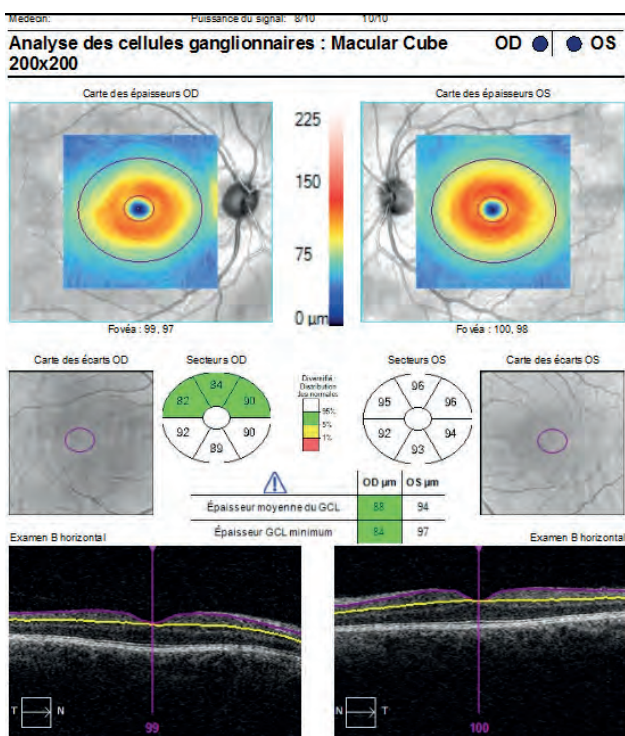 Médecin: Puissance du signal: 8/10 10/10
Analyse des cellules ganglionnaires : Macular Cube 200x200 OD OS
Carte des épaisseurs OD
Carte des épaisseurs OS
225
150
75
0 µm
Fovéa : 99, 97
Fovéa : 100, 98
Carte des écarts OD
Secteurs OD
Secteurs OS
Carte des écarts OS
84
82 90
92 90
89
Diversifié :
Distribution
des normales
95%
5%
1%
96
95 96
92 94
93
OD µm OS µm
Épaisseur moyenne du GCL 88 94
Épaisseur GCL minimum 84 97
Examen B horizontal
Examen B horizontal
T N
99
N T
100